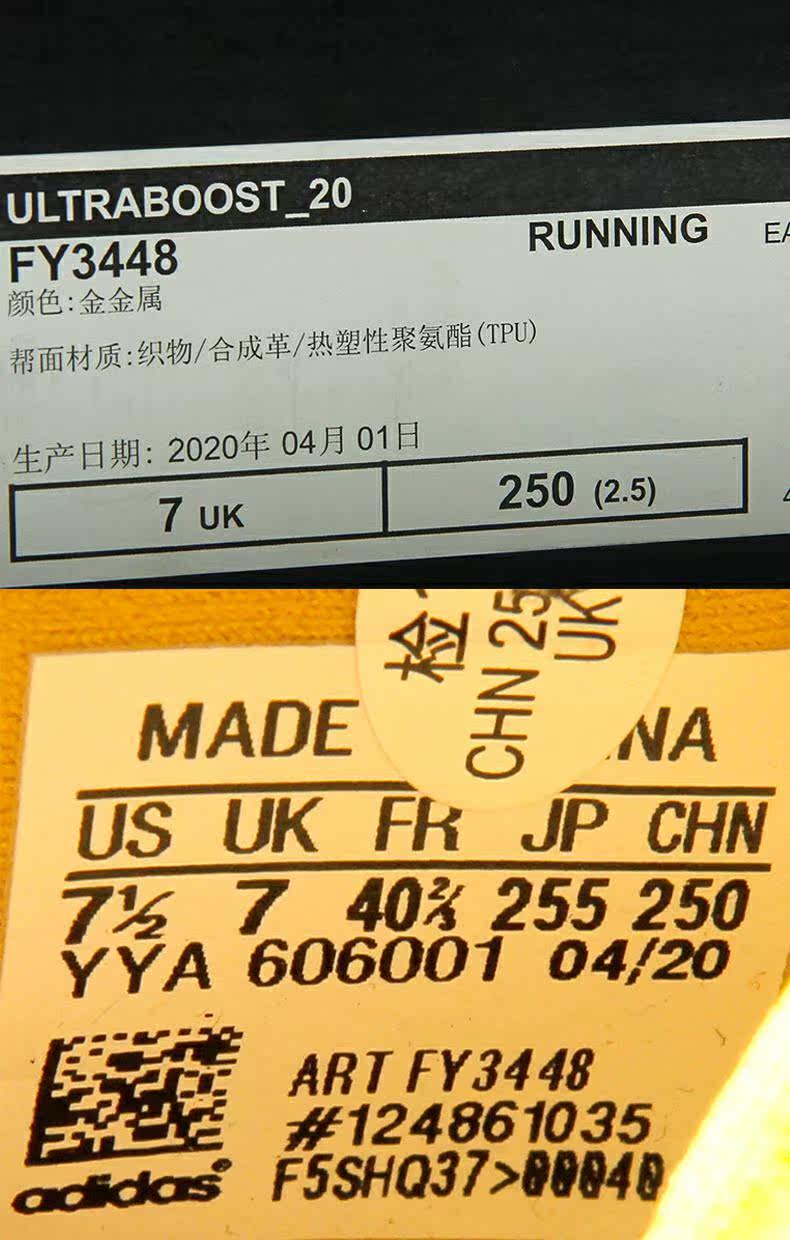 ULTRABOOST_20
FY3448
RUNNING
颜色:金金属
帮面材质:织物/合成革/热塑性聚氨酯(TPU)
生产日期: 2020年 04月 01日
7 UK
250 (2.5)
检
CHN 25
UK
MADE
US UK FR JP CHN
7½ 7 40⅔ 255 250
YYA 606001 04/20
ART FY3448
#124861035
F5SHQ37>
adidas®